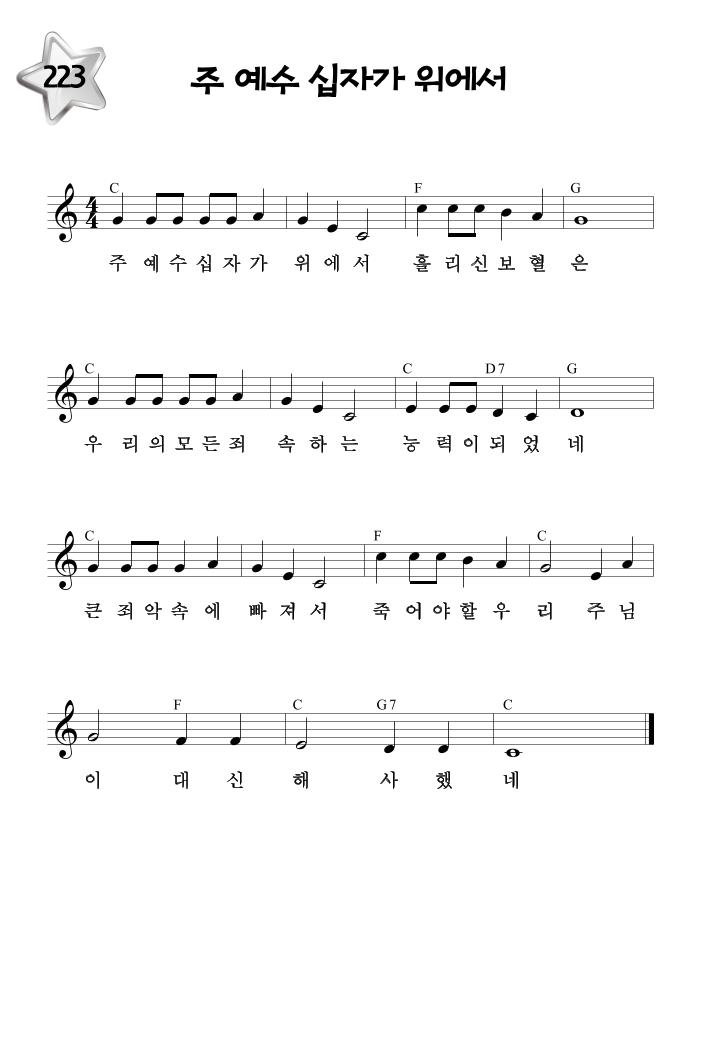 223
주 예수 십자가 위에서
C F G
4 4
주 예수십자가 위에서 흘리신보혈은
C C D7 G
우리의모든죄 속하는 능력이되었네
C F C
큰죄악속에 빠져서 죽어야할우리주님
F C G7 C
이 대신 해 사했네